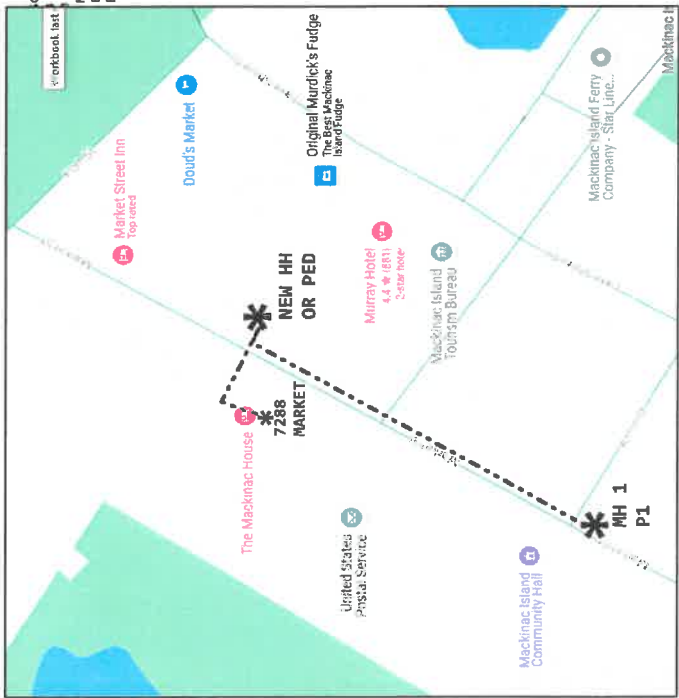 Market Street Inn
Top rated
Doud's Market
Original Murdick's Fudge
The Best Mackinac
Island Fudge
NEW HH
OR PED
Murray Hotel
4.4 ★ (881)
2-star hotel
Mackinac Island
Tourism Bureau
Mackinac Island Ferry
Company - Star Line...
Mackinac Is
The Mackinac House
7288
MARKET
United States
Postal Service
Mackinac Island
Community Hall
MH 1
P1